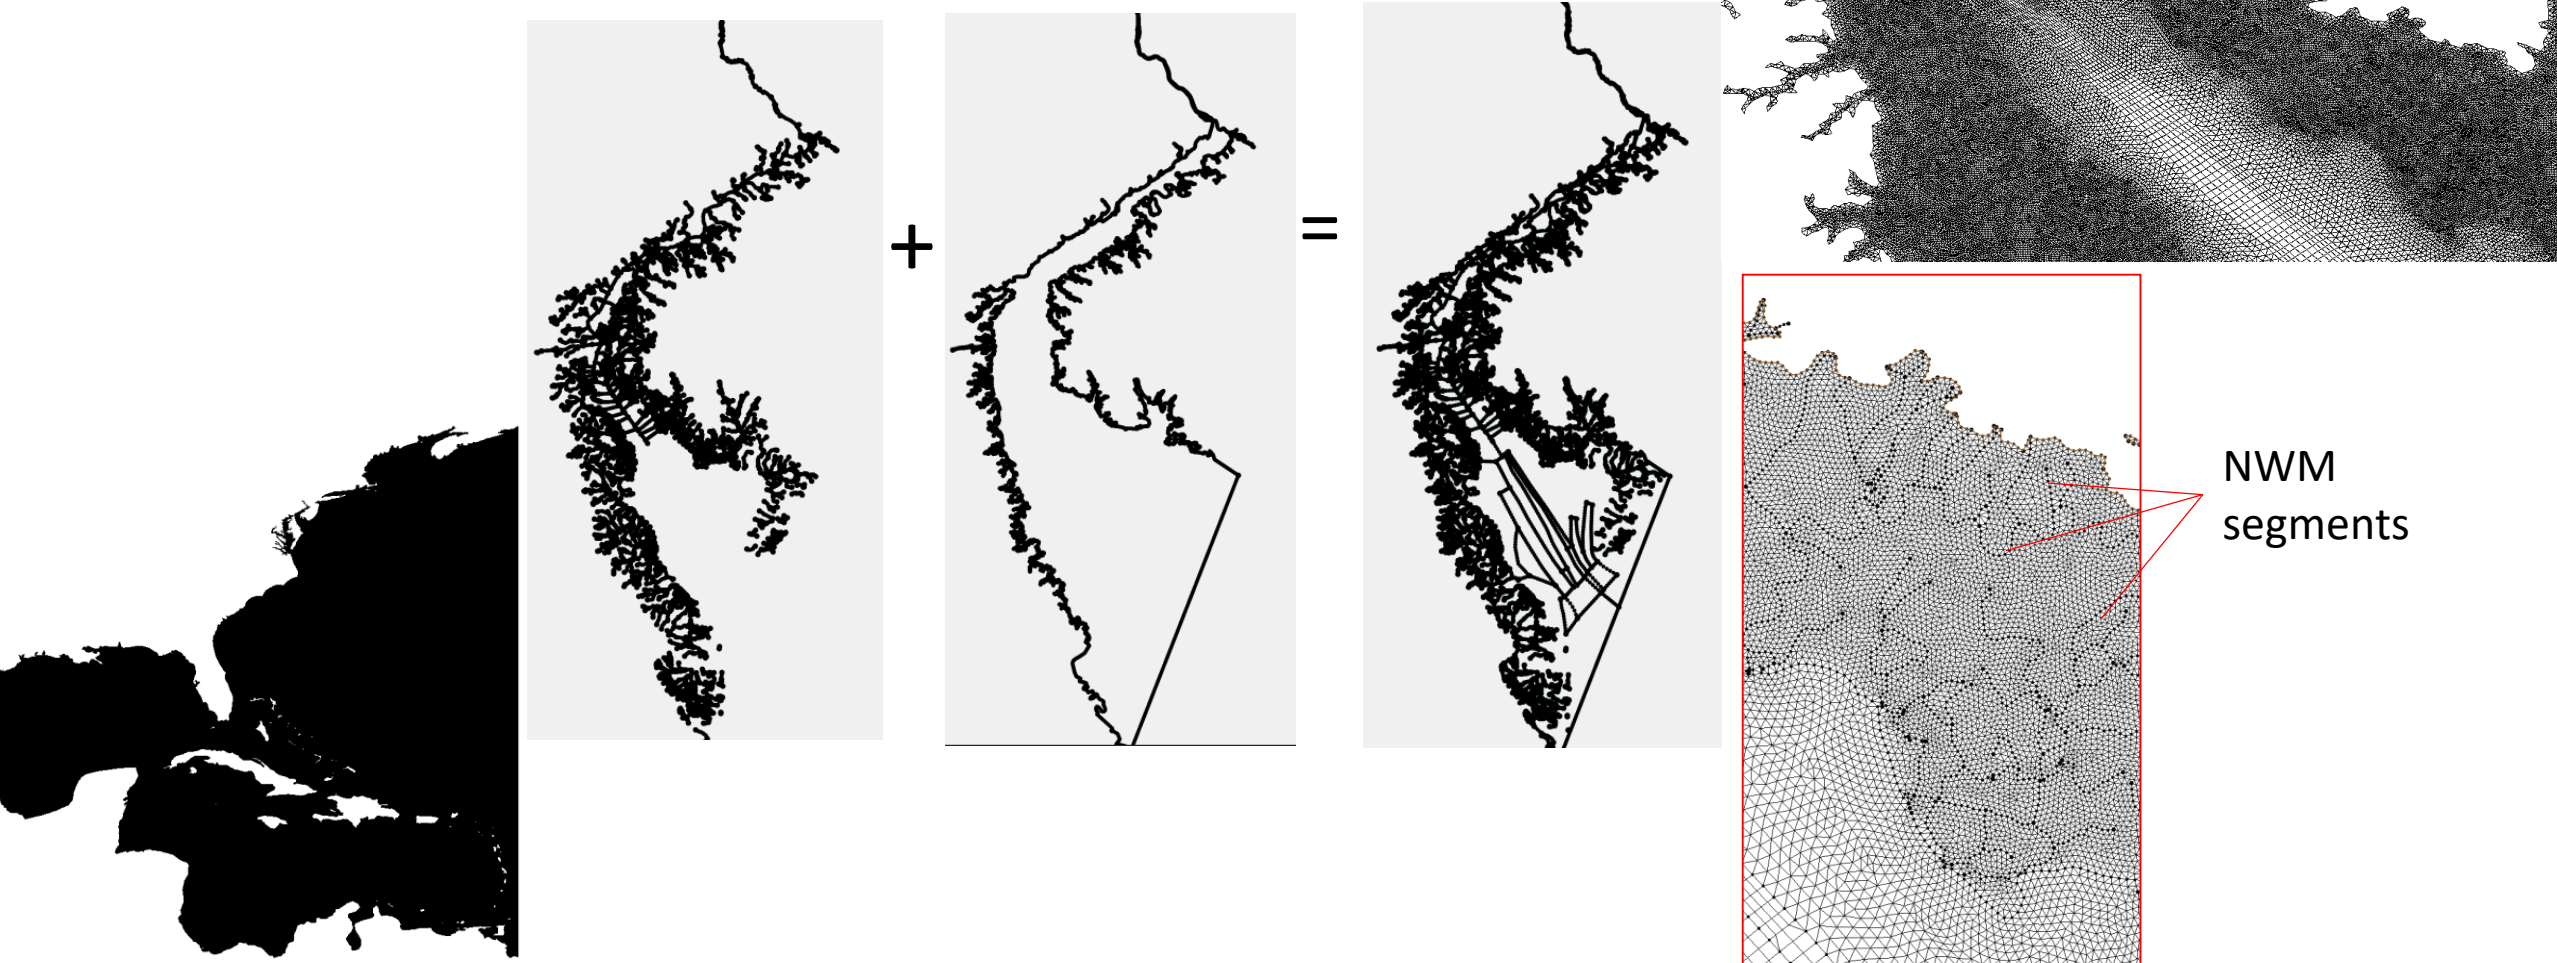 +
=
NWM
segments